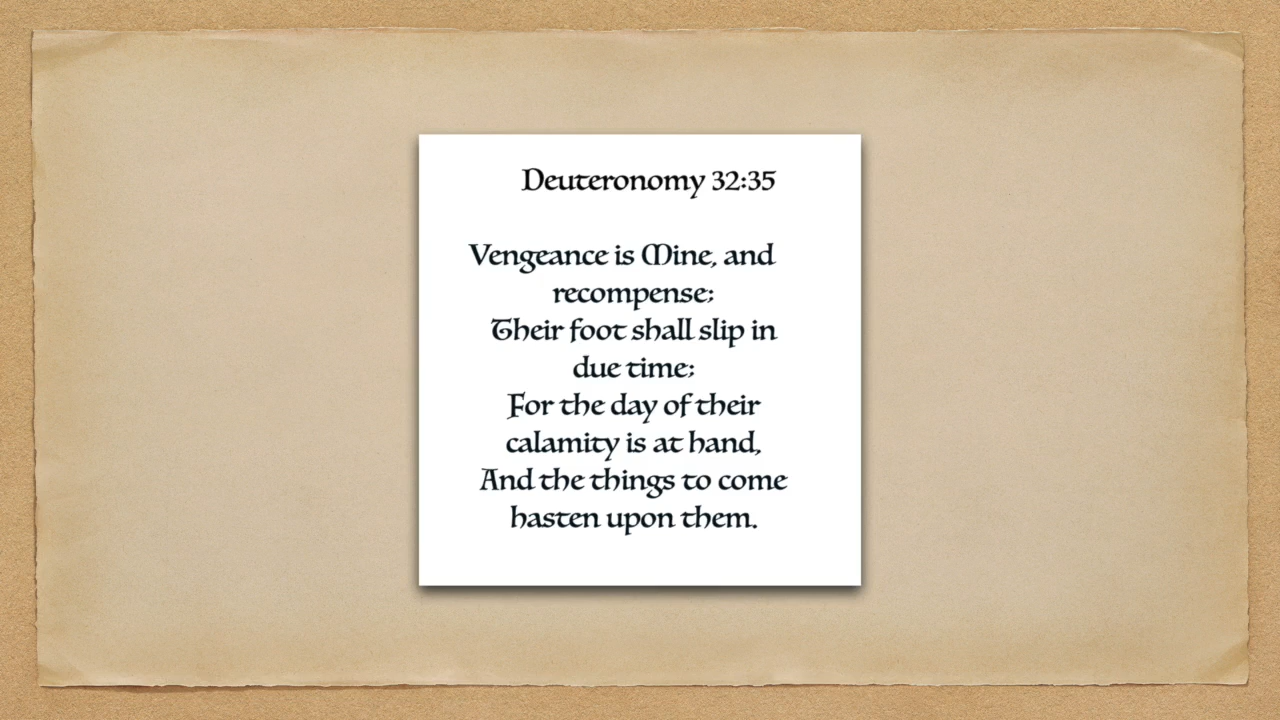 Deuteronomy 32:35
Vengeance is Mine, and
recompense;
Their foot shall slip in
due time;
For the day of their
calamity is at hand,
And the things to come
hasten upon them.